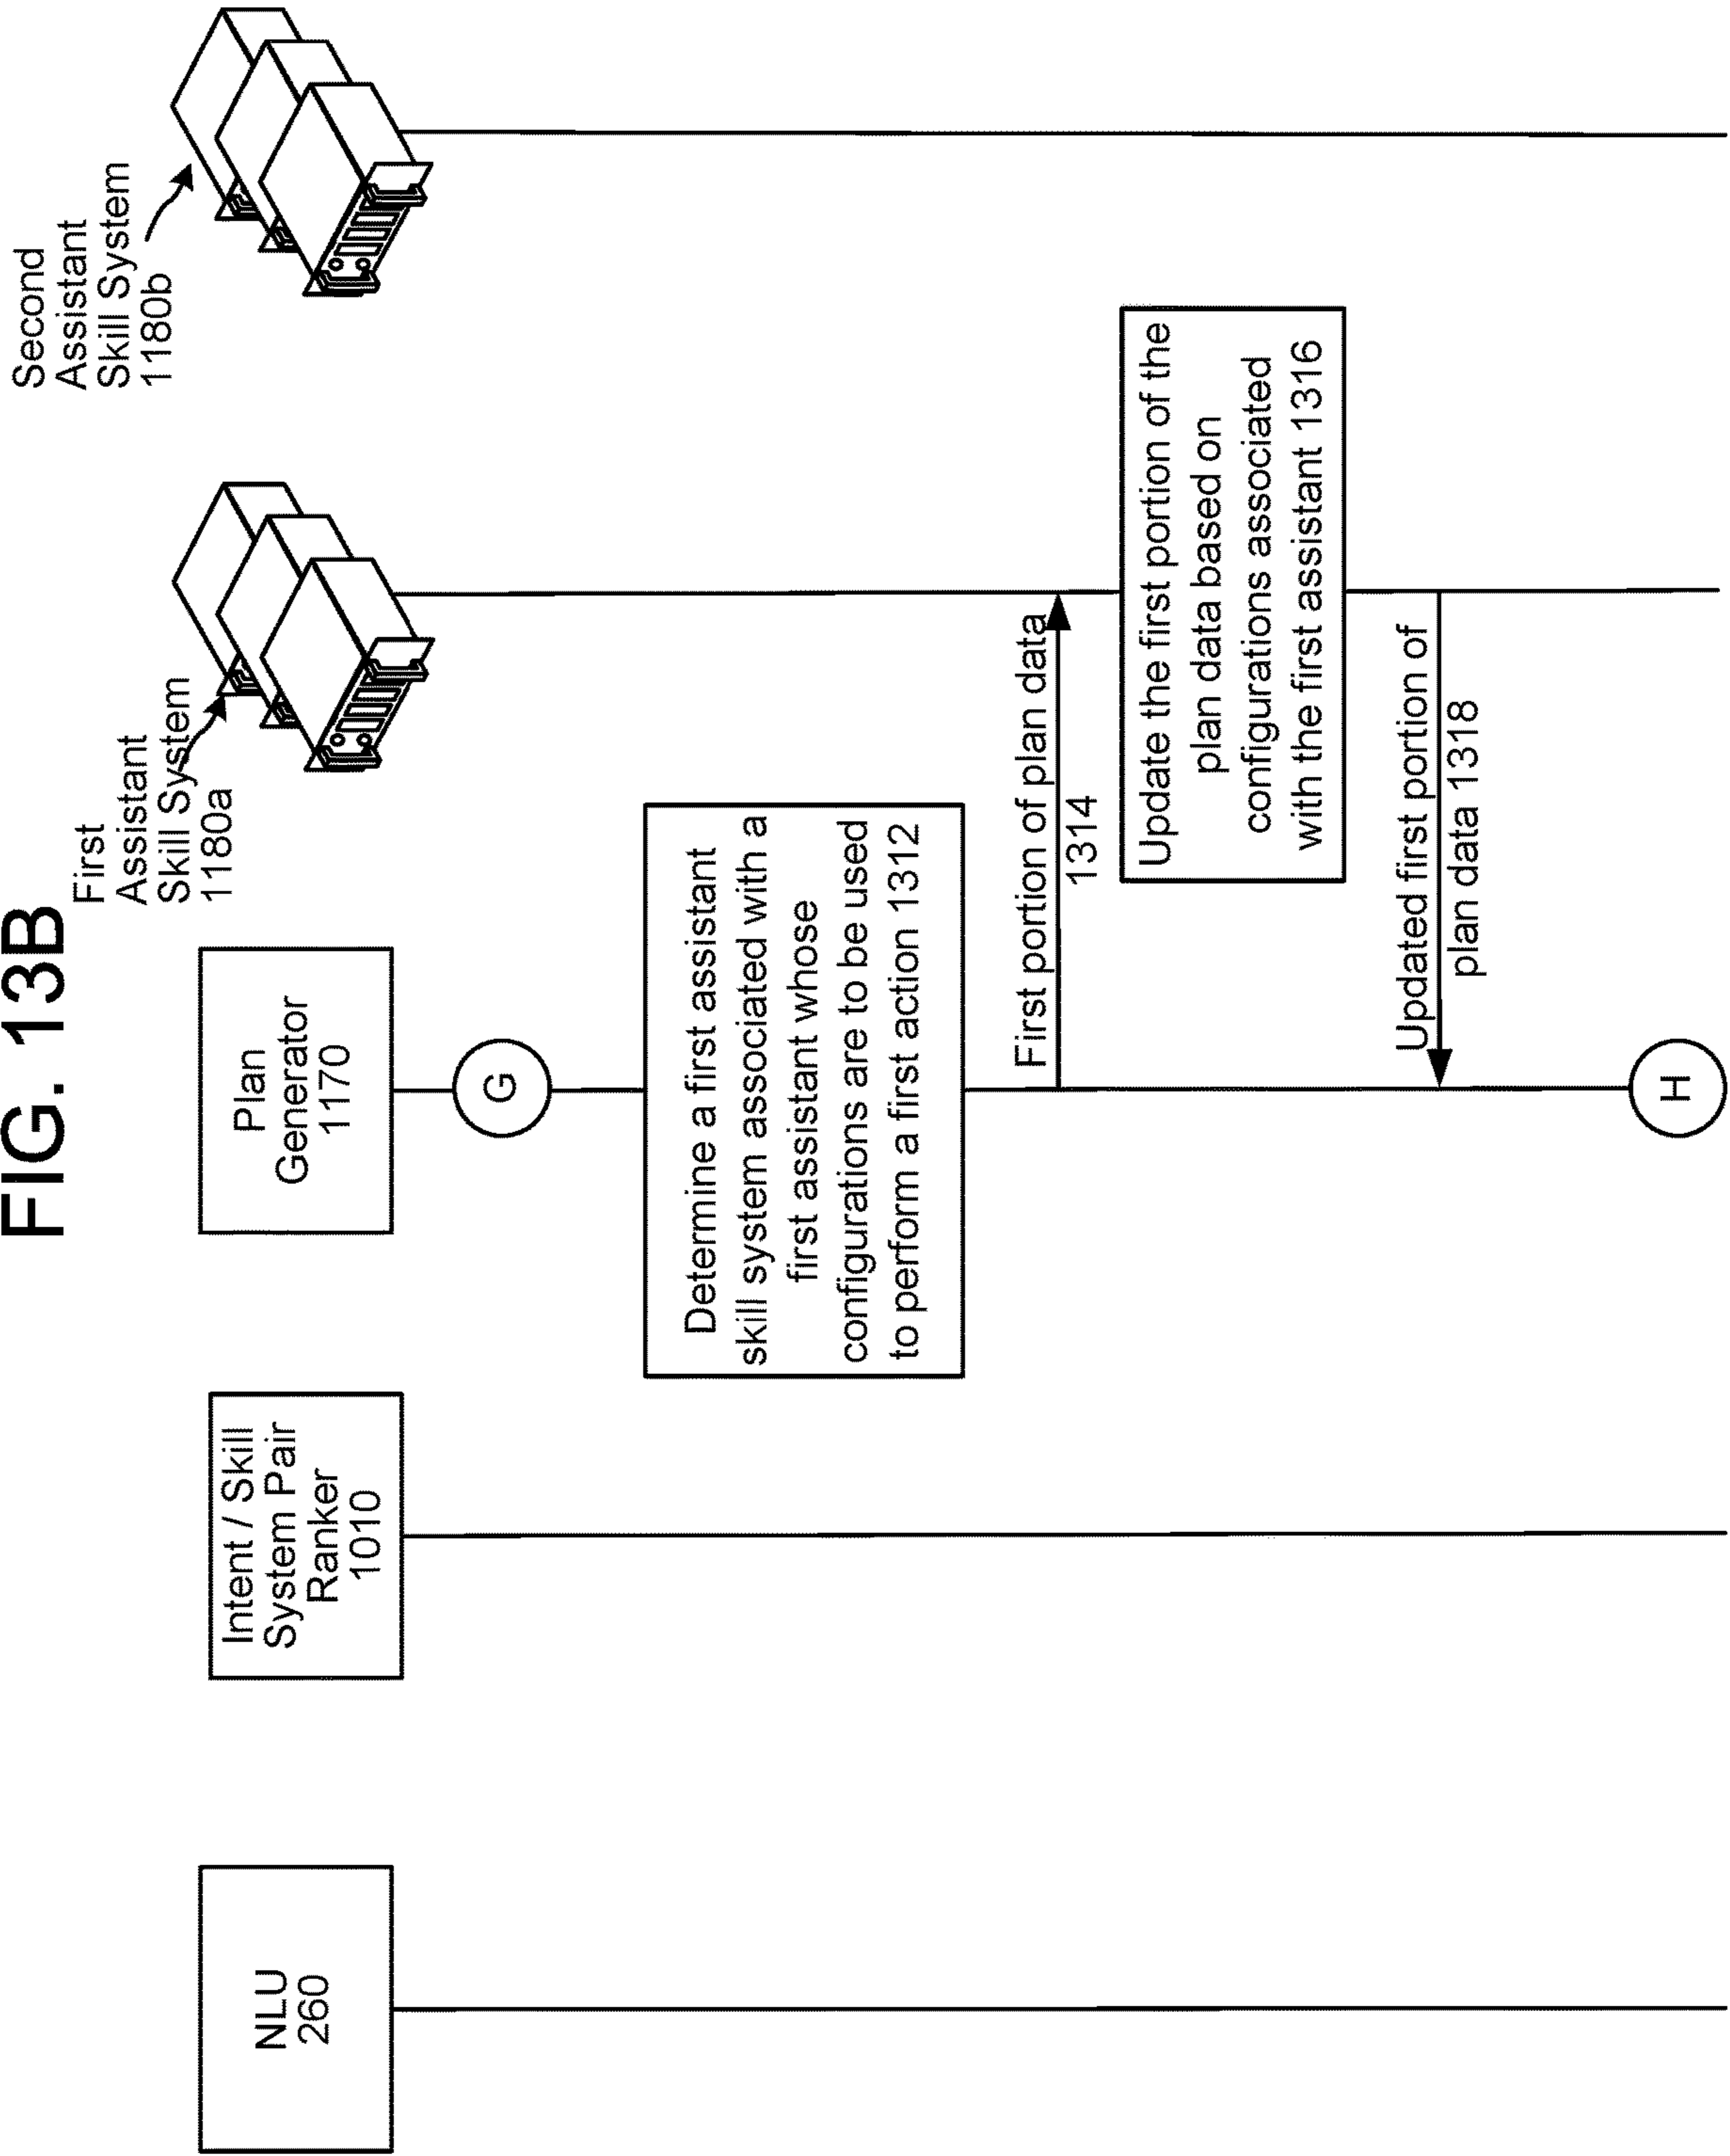 FIG. 13B
NLU
260
Intent / Skill
System Pair
Ranker
1010
Plan
Generator
1170
First
Assistant
Skill System
1180a
Second
Assistant
Skill System
1180b
G
Determine a first assistant
skill system associated with a
first assistant whose
configurations are to be used
to perform a first action 1312
First portion of plan data
1314
Update the first portion of the
plan data based on
configurations associated
with the first assistant 1316
Updated first portion of
plan data 1318
H